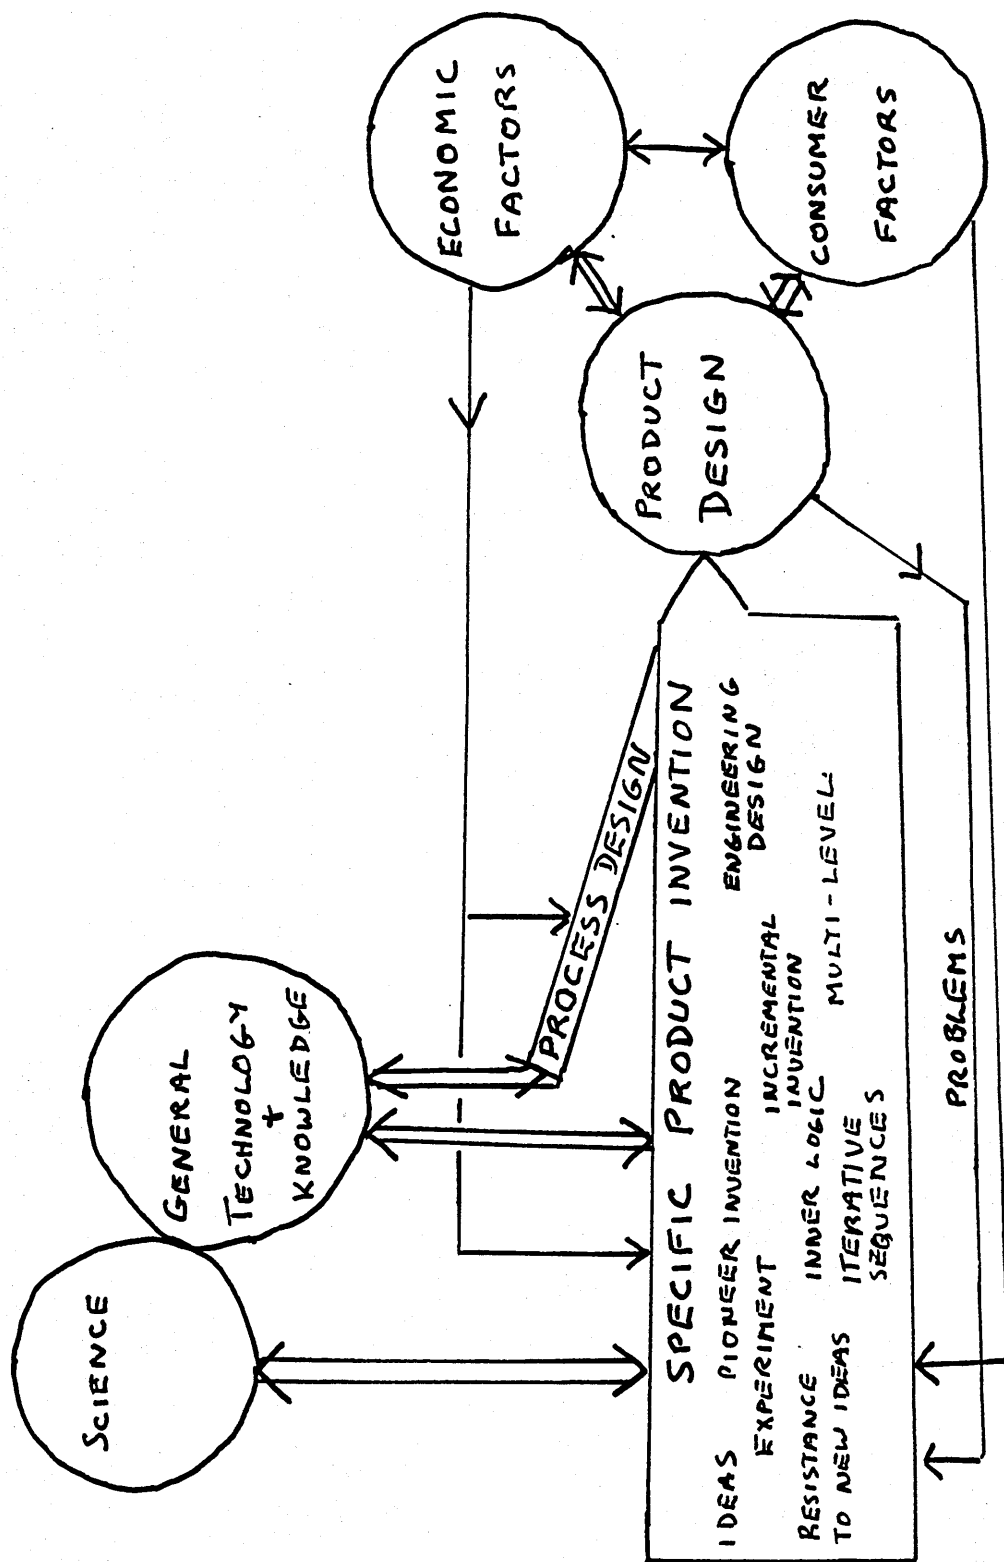 SCIENCE
GENERAL
TECHNOLOGY
+
KNOWLEDGE
ECONOMIC
FACTORS
PROCESS DESIGN
PRODUCT
DESIGN
CONSUMER
FACTORS
SPECIFIC PRODUCT INVENTION
IDEAS PIONEER INVENTION ENGINEERING
DESIGN
EXPERIMENT INCREMENTAL
INVENTION
RESISTANCE INNER LOGIC MULTI-LEVEL
TO NEW IDEAS ITERATIVE
SEQUENCES
PROBLEMS